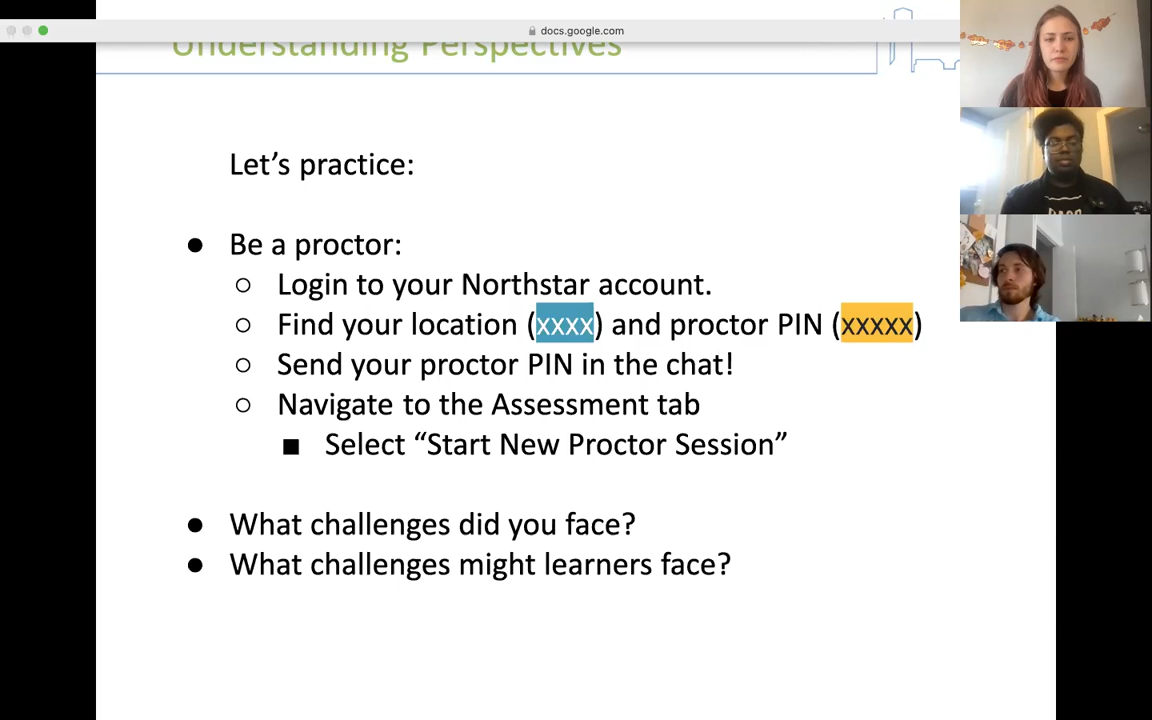 docs.google.com
Understanding Perspectives
Let’s practice:
● Be a proctor:
○ Login to your Northstar account.
○ Find your location (xxxx) and proctor PIN (xxxxx)
○ Send your proctor PIN in the chat!
○ Navigate to the Assessment tab
■ Select “Start New Proctor Session”
● What challenges did you face?
● What challenges might learners face?